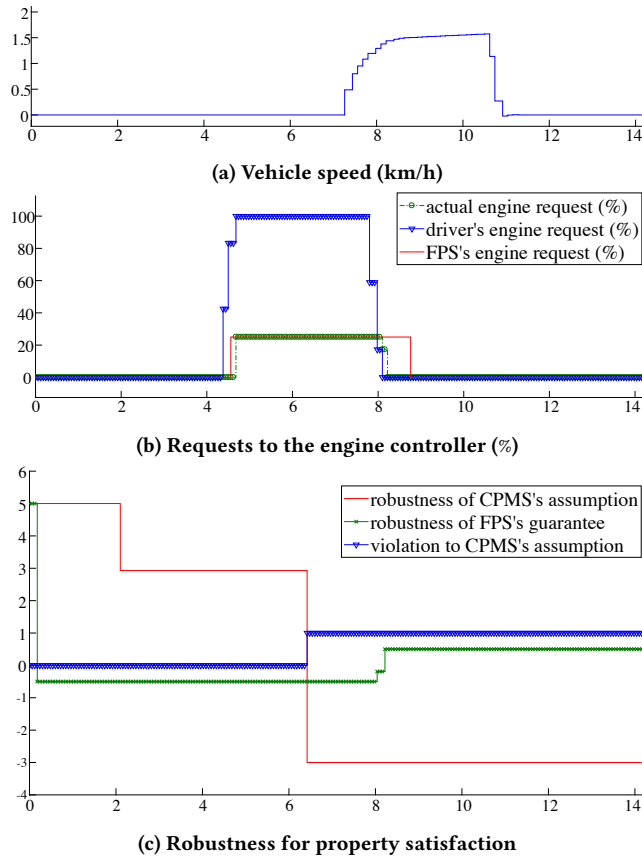 2
1.5
1
0.5
0
0 2 4 6 8 10 12 14
(a) Vehicle speed (km/h)
100
80
60
40
20
0
actual engine request (%)
driver's engine request (%)
FPS's engine request (%)
0 2 4 6 8 10 12 14
(b) Requests to the engine controller (%)
6
5
4
3
2
1
0
-1
-2
-3
-4
robustness of CPMS's assumption
robustness of FPS's guarantee
violation to CPMS's assumption
0 2 4 6 8 10 12 14
(c) Robustness for property satisfaction